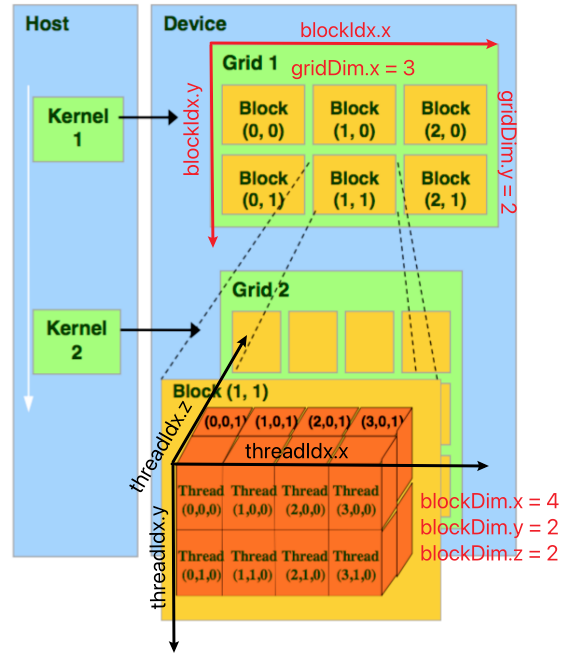 Host
Device
blockIdx.x
Grid 1
gridDim.x = 3
blockIdx.y
gridDim.y = 2
Kernel
1
Block
(0, 0)
Block
(1, 0)
Block
(2, 0)
Block
(0, 1)
Block
(1, 1)
Block
(2, 1)
Kernel
2
Grid 2
Block (1, 1)
threadIdx.z
(0,0,1)
(1,0,1)
(2,0,1)
(3,0,1)
threadIdx.x
threadIdx.y
Thread
(0,0,0)
Thread
(1,0,0)
Thread
(2,0,0)
Thread
(3,0,0)
Thread
(0,1,0)
Thread
(1,1,0)
Thread
(2,1,0)
Thread
(3,1,0)
blockDim.x = 4
blockDim.y = 2
blockDim.z = 2